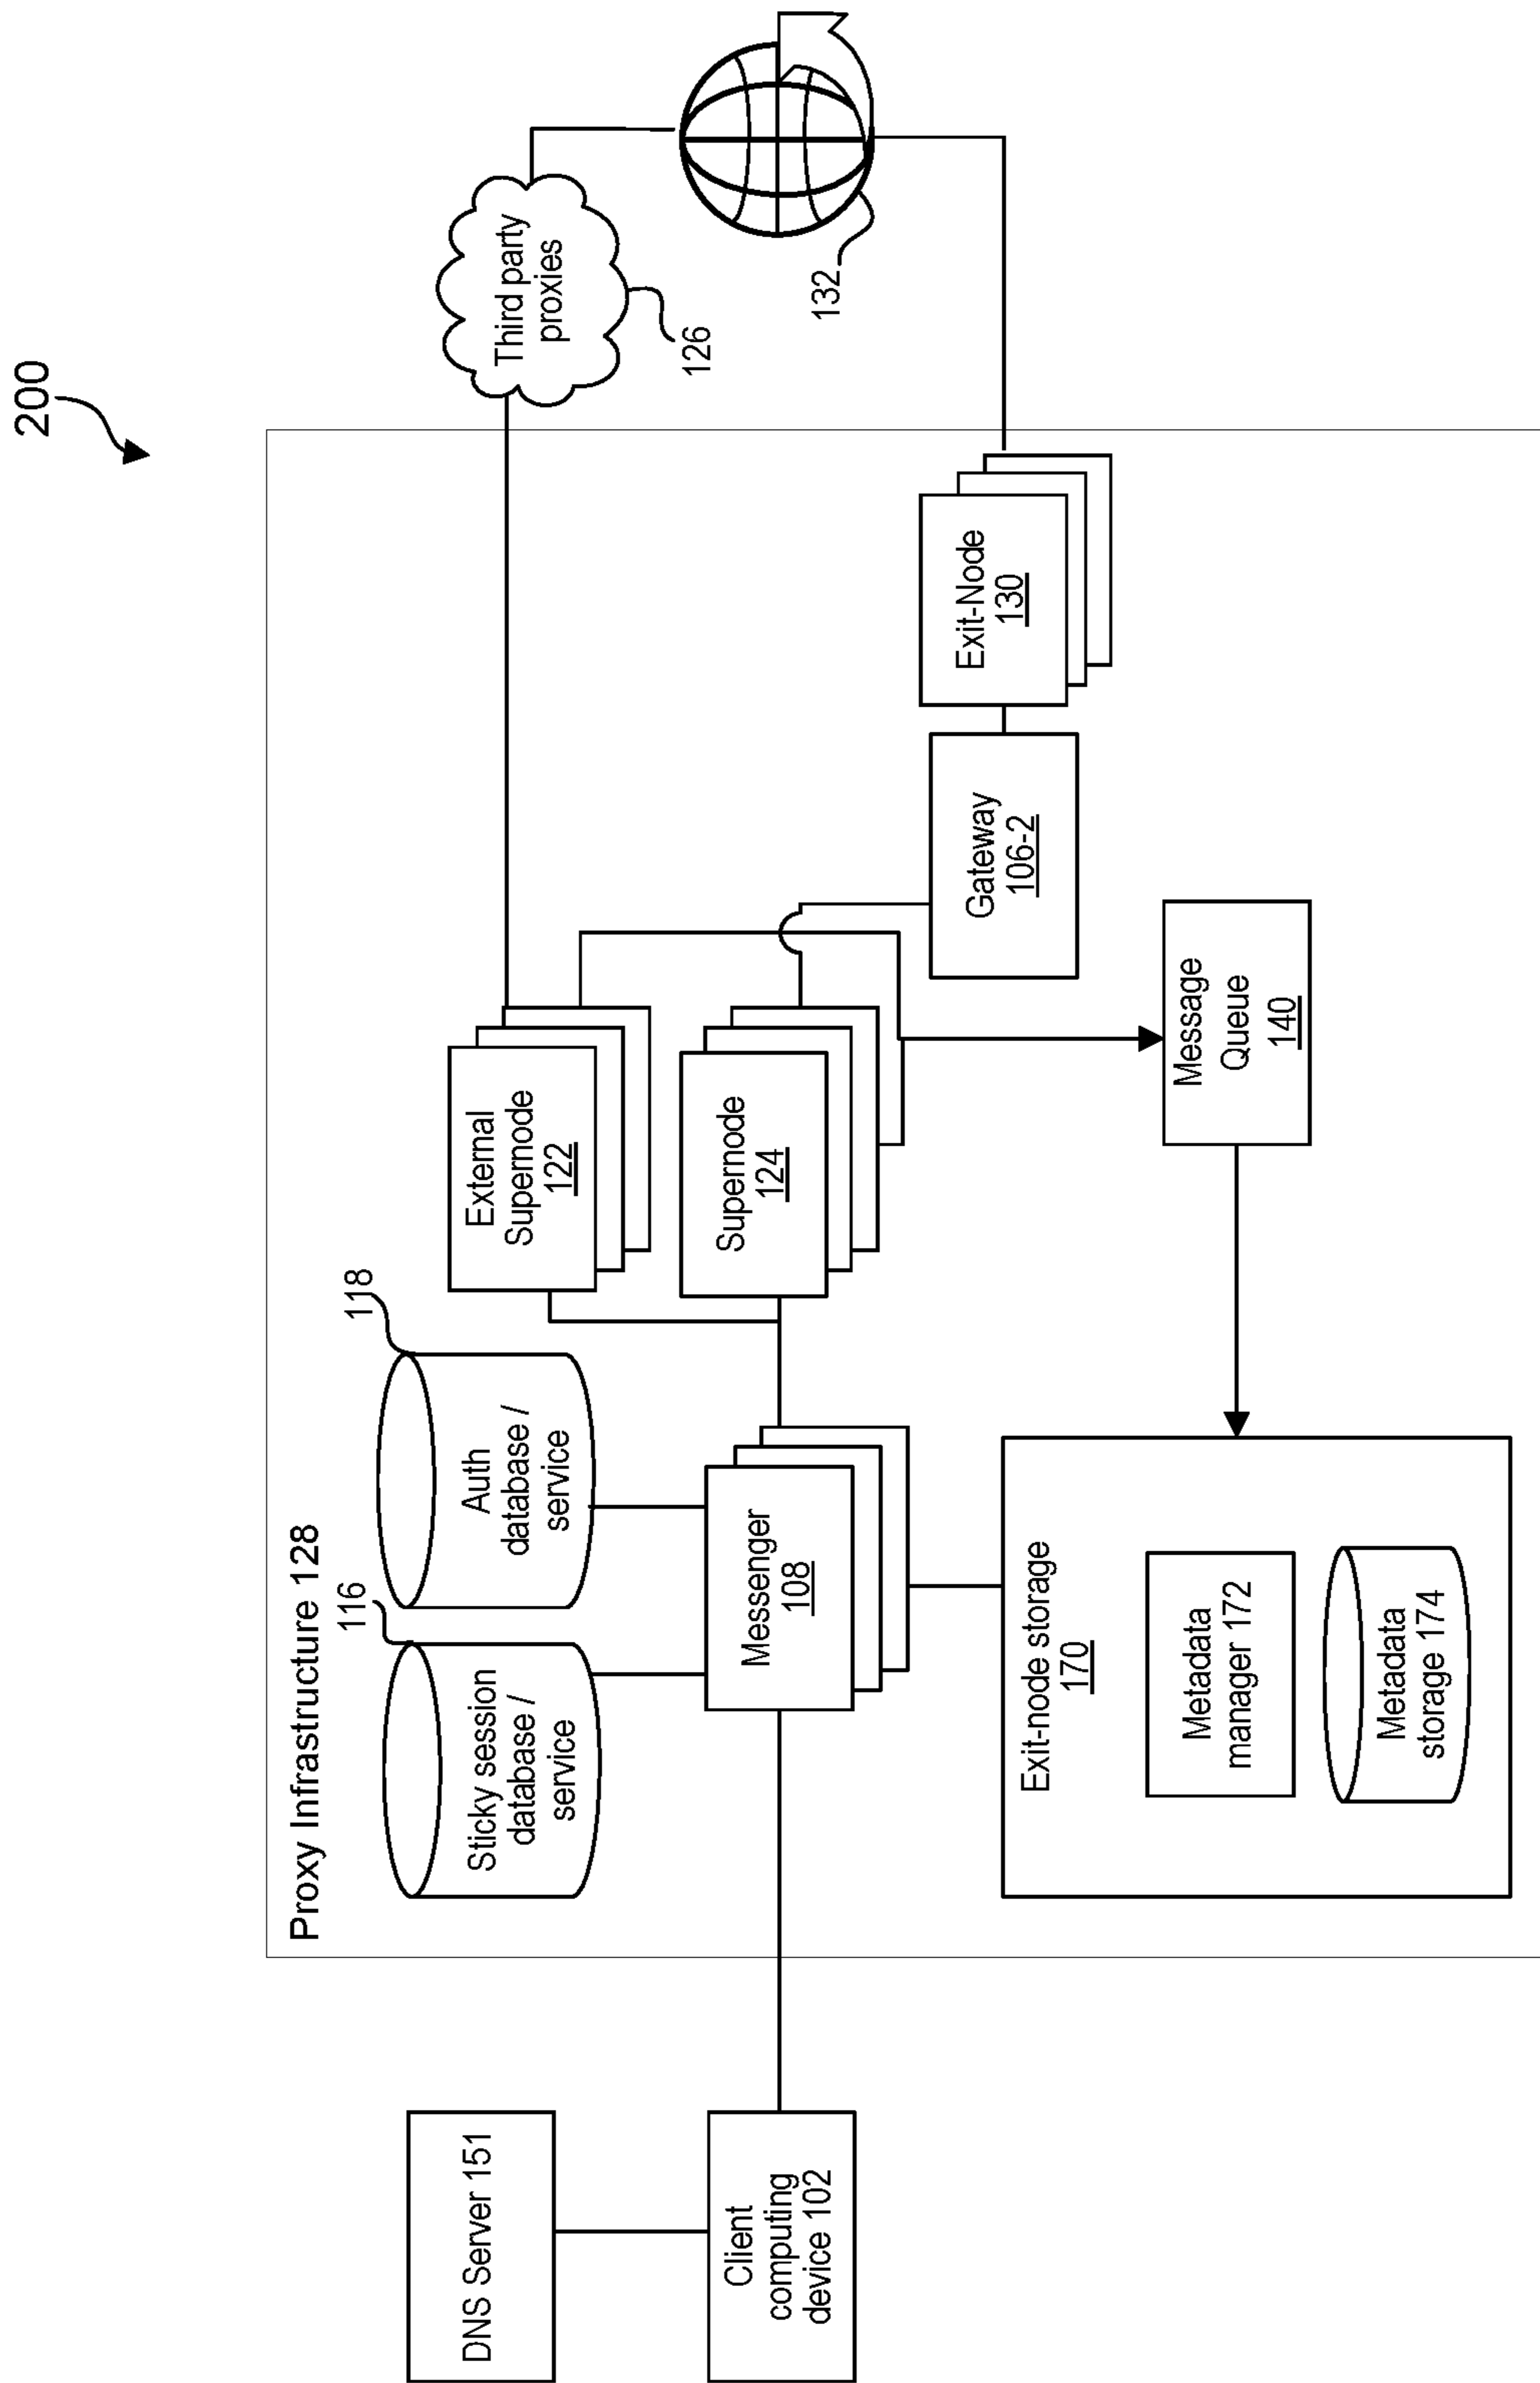 200
Proxy Infrastructure 128
DNS Server 151
Client
computing
device 102
116
Sticky session
database /
service
118
Auth
database /
service
Messenger
108
External
Supernode
122
Supernode
124
Third party
proxies
126
132
Gateway
106-2
Exit-Node
130
Message
Queue
140
Exit-node storage
170
Metadada
manager 172
Metadata
storage 174